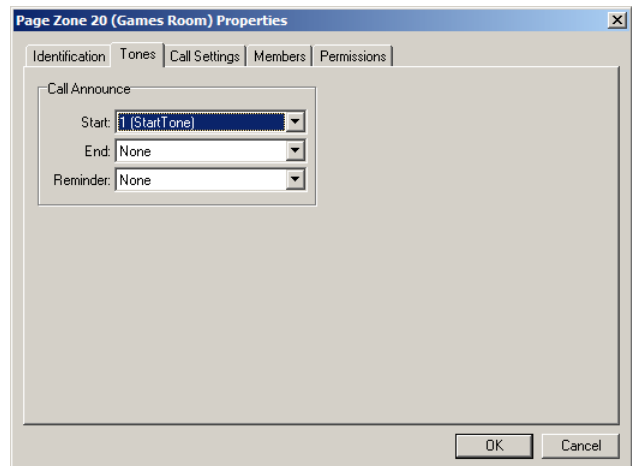 Page Zone 20 (Games Room) Properties
Identification Tones Call Settings Members Permissions
Call Announce
Start: 1 (StartTone)
End: None
Reminder: None
OK Cancel